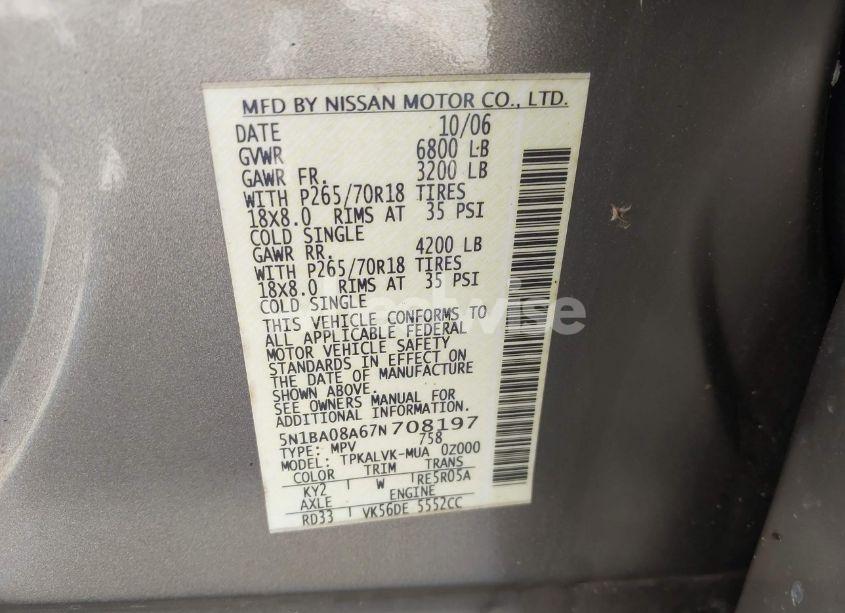 MFD BY NISSAN MOTOR CO., LTD.
DATE 10/06
GVWR 6800 LB
GAWR FR. 3200 LB
WITH P265/70R18 TIRES
18X8.0 RIMS AT 35 PSI
COLD SINGLE
GAWR RR. 4200 LB
WITH P265/70R18 TIRES
18X8.0 RIMS AT 35 PSI
COLD SINGLE
THIS VEHICLE CONFORMS TO
ALL APPLICABLE FEDERAL
MOTOR VEHICLE SAFETY
STANDARDS IN EFFECT ON
THE DATE OF MANUFACTURE
SHOWN ABOVE.
SEE OWNERS MANUAL FOR
ADDITIONAL INFORMATION.
5N1BA08A67N708197
TYPE: MPV 758
MODEL: TPKALVK-MUA 0Z000
COLOR TRIM TRANS
KY2 W RE5R05A
AXLE ENGINE
RD33 VK56DE 5552CC